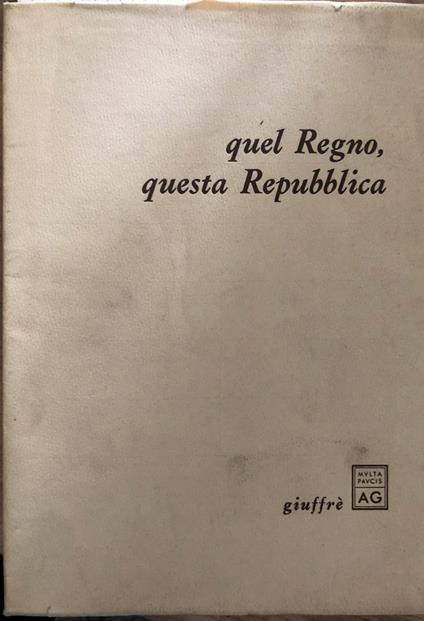 quel Regno,
questa Repubblica
MVLTA
PAVCIS
AG
giuffrè